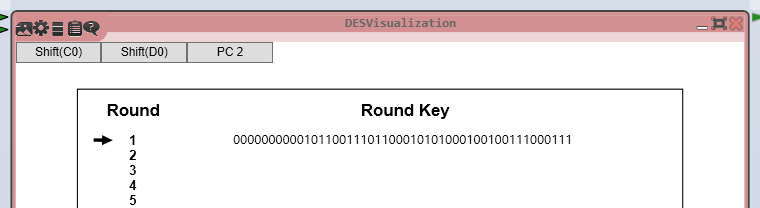 DESVisualization
Shift(C0) Shift(D0) PC 2
Round Round Key
1 000000000010110011101100010101000100100111000111
2
3
4
5